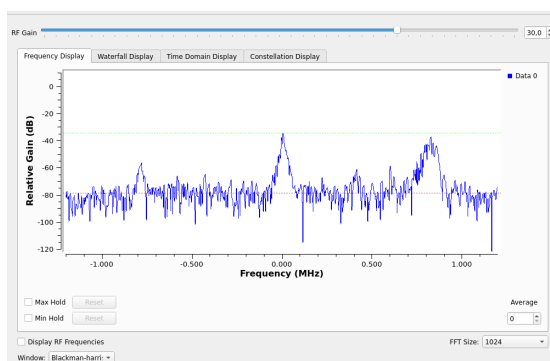 RF Gain 30,0
Frequency Display Waterfall Display Time Domain Display Constellation Display
Data 0
0
-20
-40
-60
-80
-100
-120
Relative Gain (dB)
-1.000 -0.500 0.000 0.500 1.000
Frequency (MHz)
Max Hold Reset Average
Min Hold Reset 0
Display RF Frequencies FFT Size: 1024
Window: Blackman-harri: